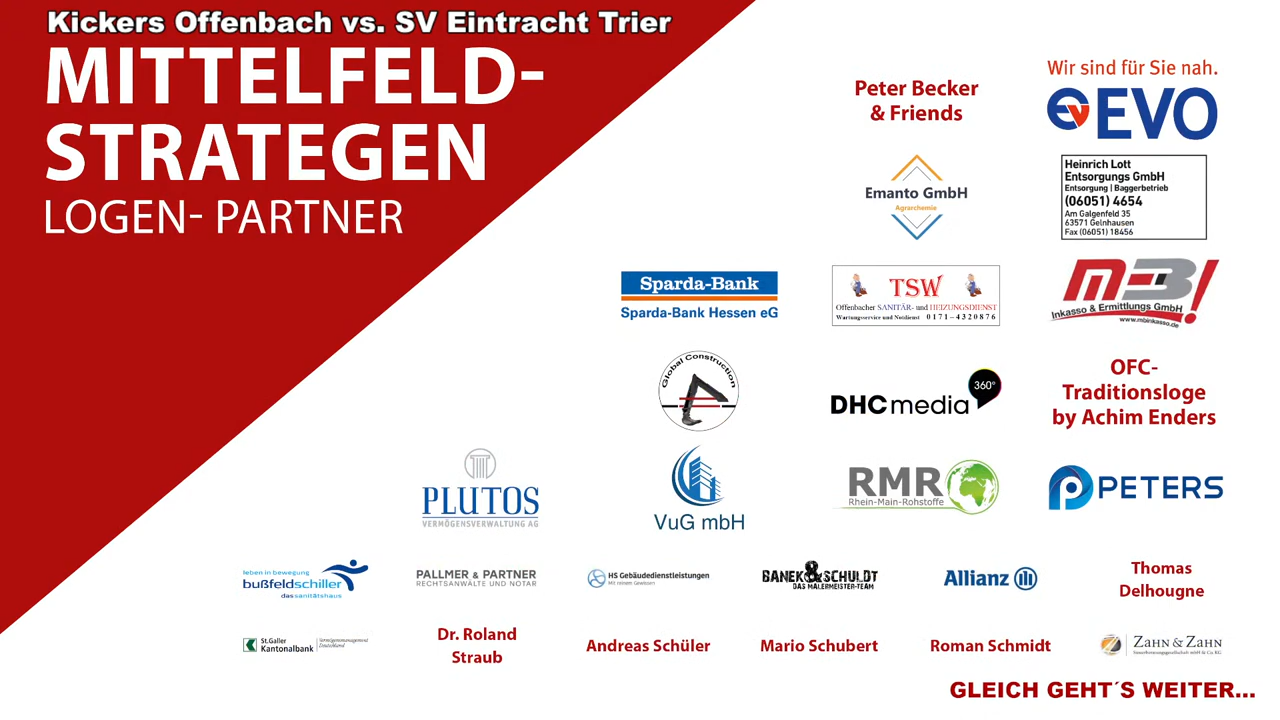 Kickers Offenbach vs. SV Eintracht Trier
MITTELFELD-
STRATEGEN
LOGEN- PARTNER
Peter Becker
& Friends
Wir sind für Sie nah.
EVO
Emanto GmbH
Agrarchemie
Heinrich Lott
Entsorgungs GmbH
Entsorgung | Baggerbetrieb
(06051) 4654
Am Galgenfeld 35
63571 Gelnhausen
Fax (06051) 18456
Sparda-Bank
Sparda-Bank Hessen eG
TSW
Offenbacher SANITÄR- und HEIZUNGSDIENST
Wartungsservice und Notdienst 0171-4320876
M-B!
Inkasso & Ermittlungs GmbH
www.mbinkasso.de
Global Construction
DHCmedia
360°
OFC-
Traditionsloge
by Achim Enders
PLUTOS
VERMÖGENSVERWALTUNG AG
VuG mbH
RMR
Rhein-Main-Rohstoffe
PETERS
leben in bewegung
bußfeldschiller
das sanitätshaus
PALLMER & PARTNER
RECHTSANWÄLTE UND NOTAR
HS Gebäudedienstleistungen
Mit reinem Gewissen
BANEK & SCHULDT
DAS MALERMEISTER-TEAM
Allianz
Thomas
Delhougne
St.Galler
Kantonalbank
Vermögensmanagement
Deutschland
Dr. Roland
Straub
Andreas Schüler
Mario Schubert
Roman Schmidt
ZAHN & ZAHN
GLEICH GEHT´S WEITER...